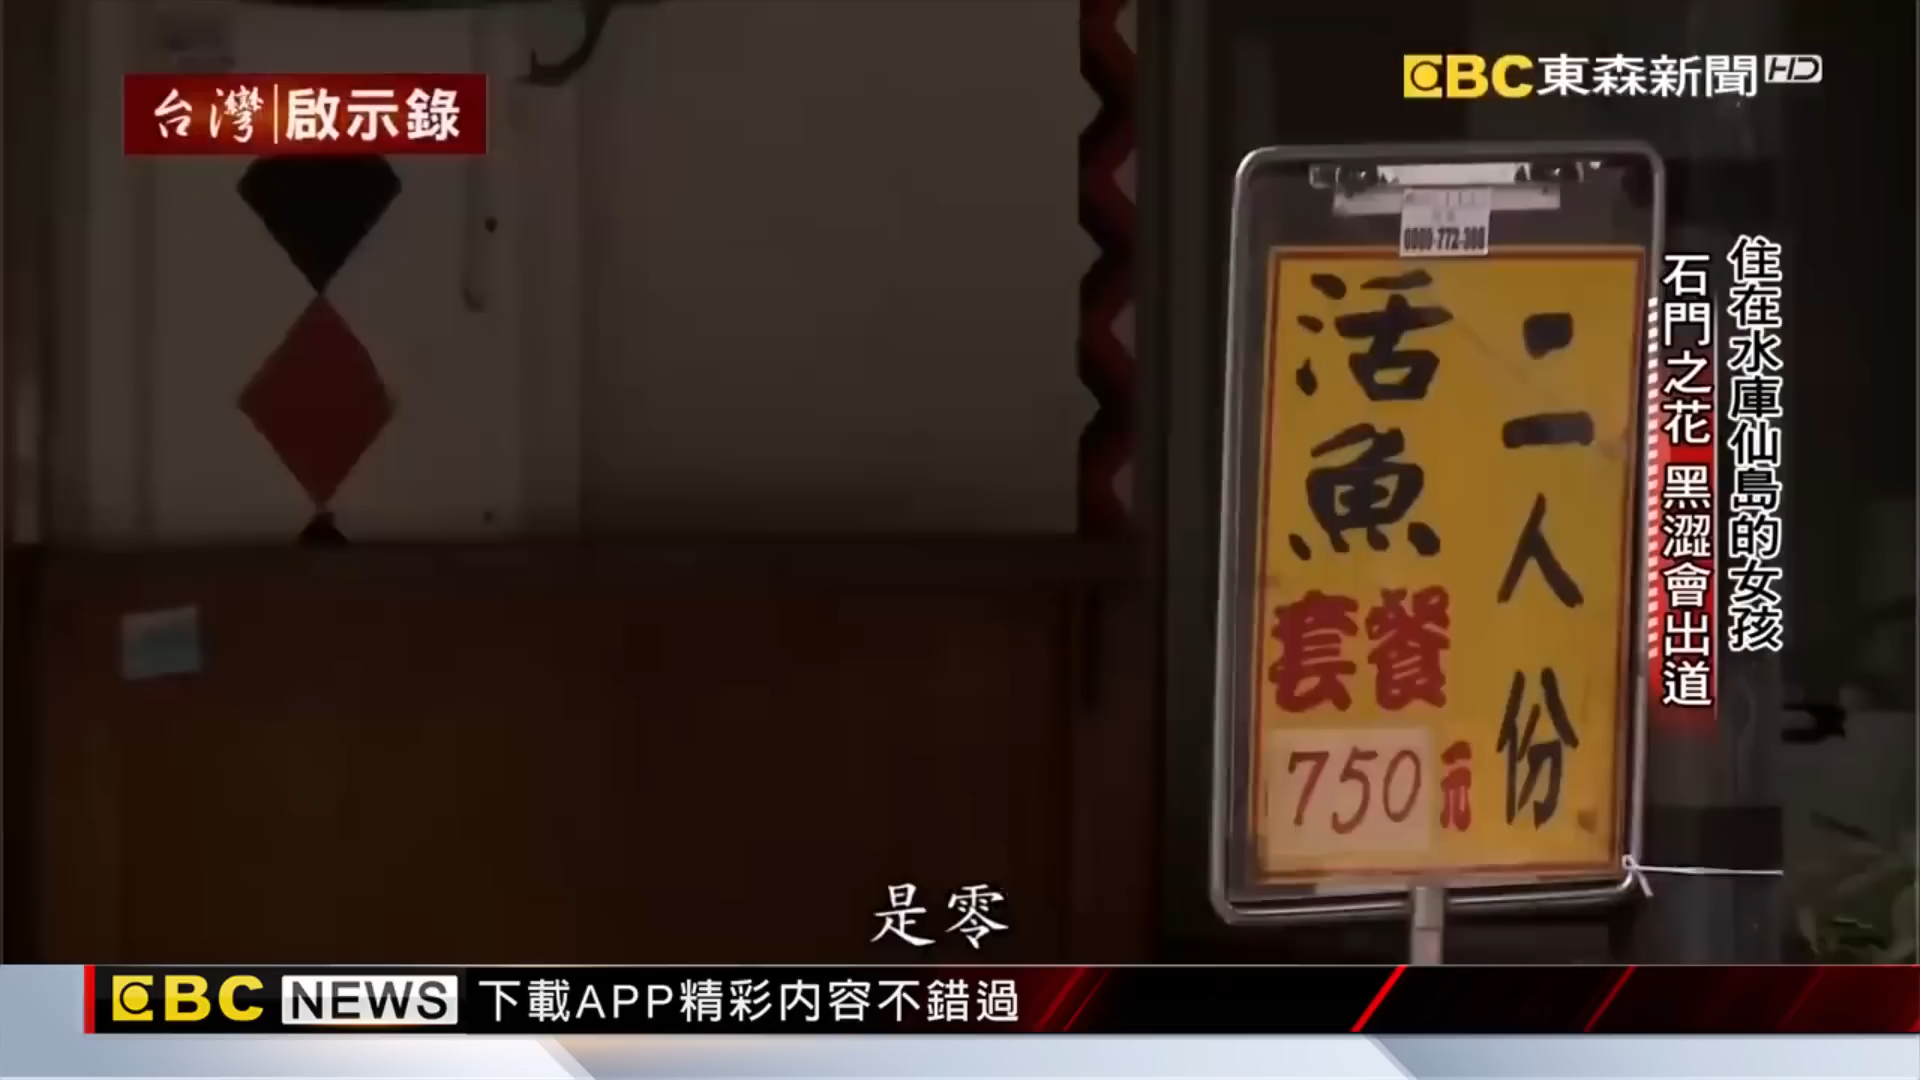 台灣 啟示錄
EBC東森新聞HD
住在水庫仙島的女孩
石門之花 黑澀會出道
二人份
活魚
套餐
750元
是零
EBC NEWS 下載APP精彩內容不錯過